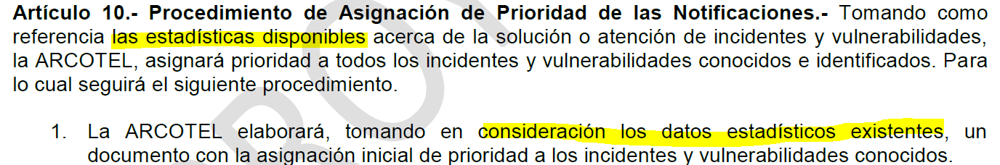 Artículo 10.- Procedimiento de Asignación de Prioridad de las Notificaciones.- Tomando como
referencia las estadísticas disponibles acerca de la solución o atención de incidentes y vulnerabilidades,
la ARCOTEL, asignará prioridad a todos los incidentes y vulnerabilidades conocidos e identificados. Para
lo cual seguirá el siguiente procedimiento.
1. La ARCOTEL elaborará, tomando en consideración los datos estadísticos existentes, un
documento con la asignación inicial de prioridad a los incidentes y vulnerabilidades conocidos.